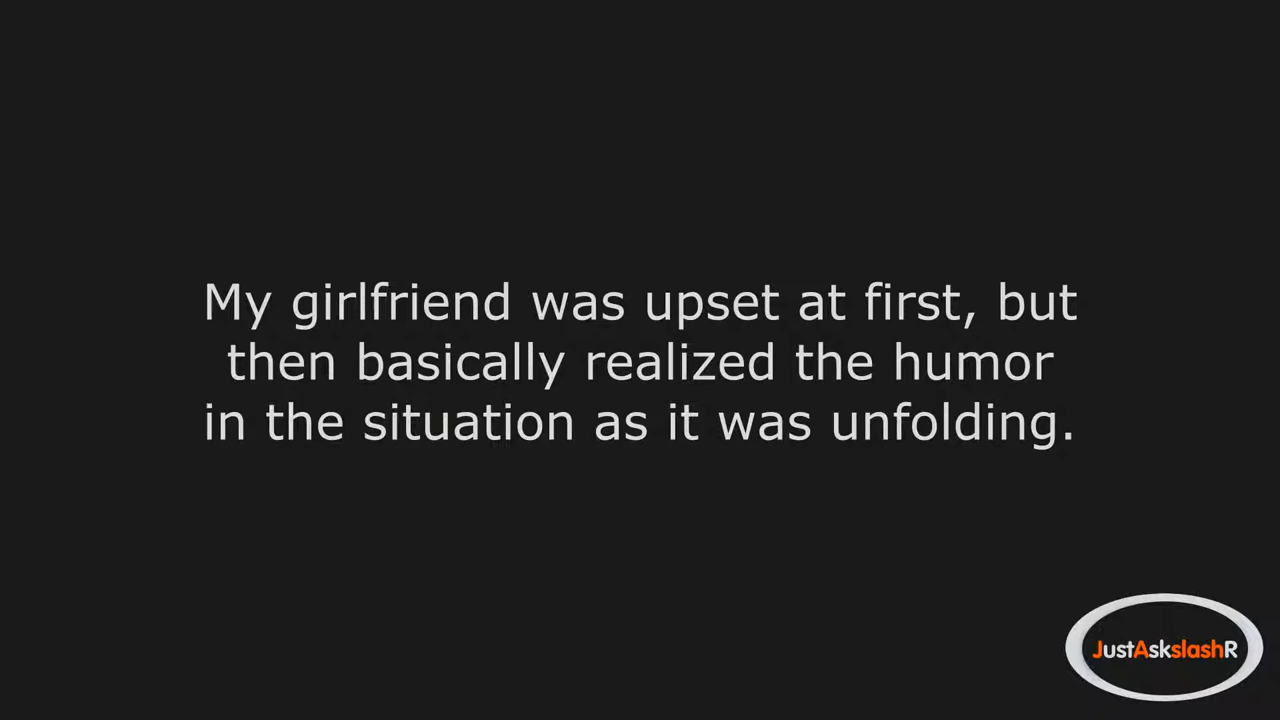 My girlfriend was upset at first, but
then basically realized the humor
in the situation as it was unfolding.
JustAskslashR